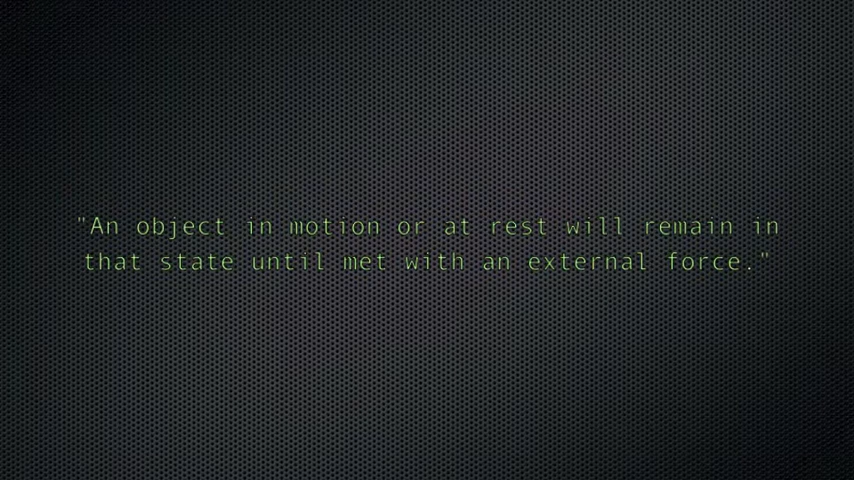 "An object in motion or at rest will remain in
that state until met with an external force."